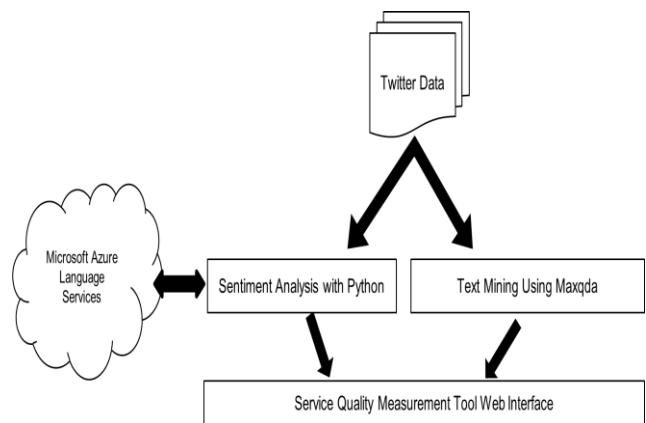 Twitter Data
Microsoft Azure
Language
Services
Sentiment Analysis with Python
Text Mining Using Maxqda
Service Quality Measurement Tool Web Interface